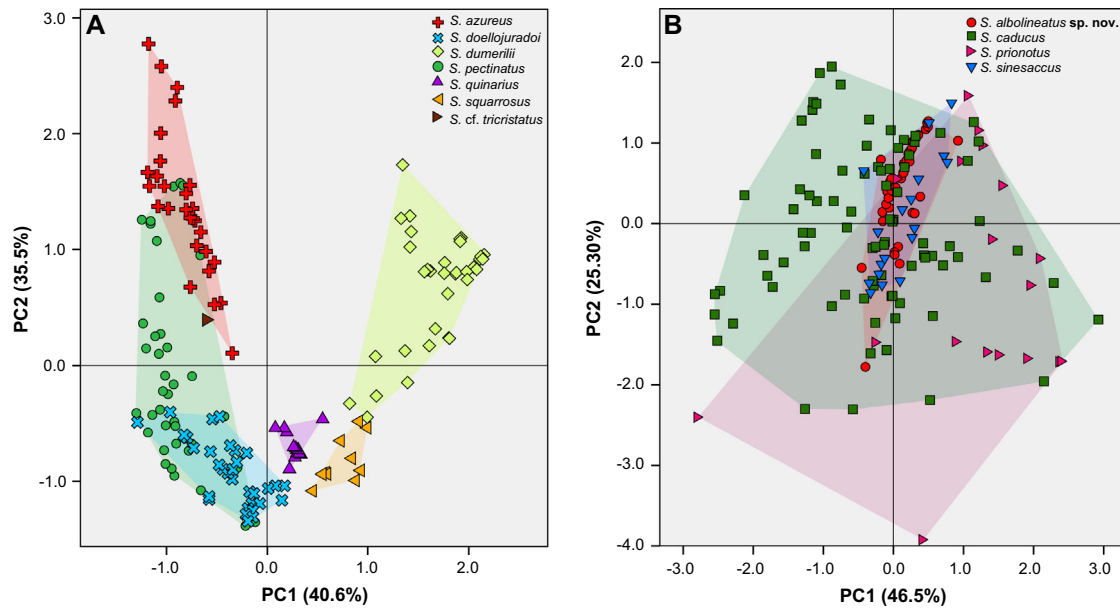 A
S. azureus
S. doellojuradoi
S. dumerilii
S. pectinatus
S. quinarius
S. squarrosus
S. cf. tricristatus
3.0
2.0
1.0
0.0
-1.0
PC2 (35.5%)
-1.0
0.0
1.0
2.0
PC1 (40.6%)
B
S. albolineatus sp. nov.
S. caducus
S. prionotus
S. sinesaccus
2.0
1.0
0.0
-1.0
-2.0
-3.0
-4.0
PC2 (25.30%)
-3.0
-2.0
-1.0
0.0
1.0
2.0
3.0
PC1 (46.5%)